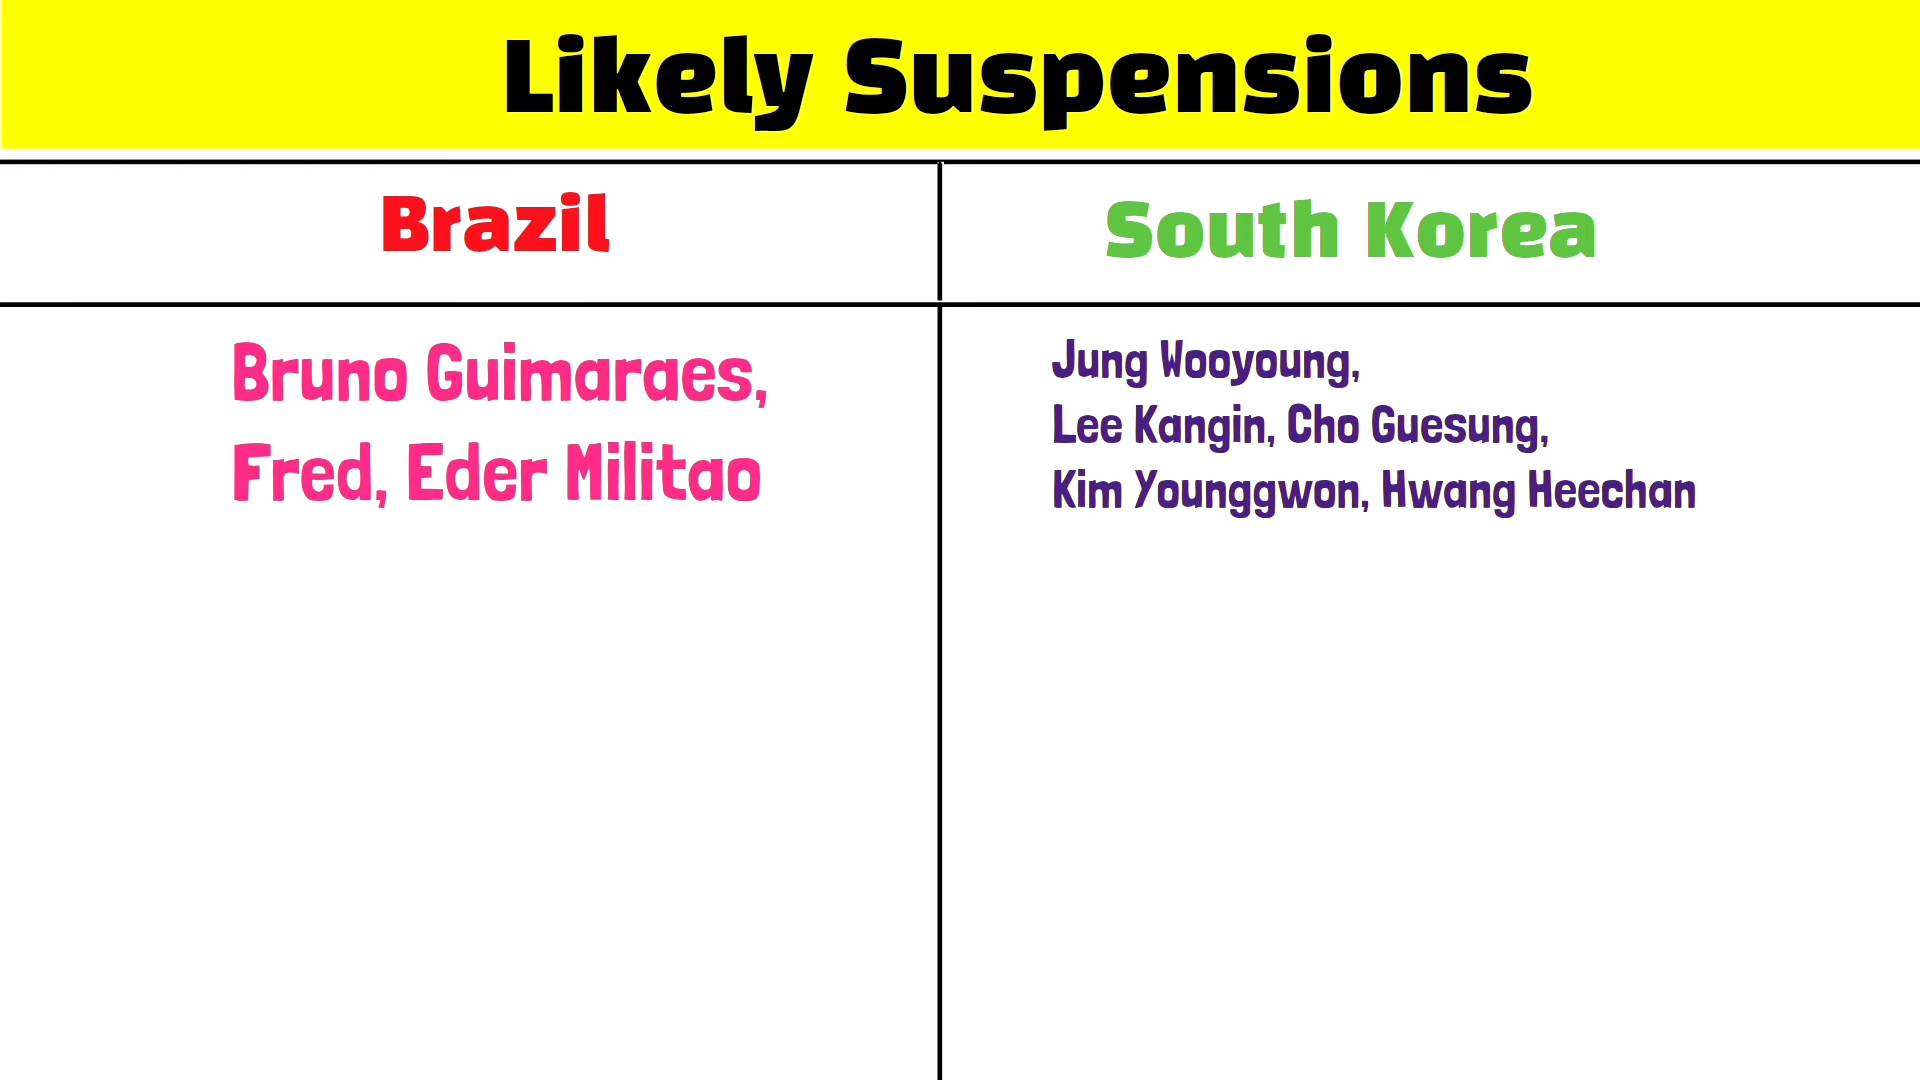 Likely Suspensions
Brazil
South Korea
Bruno Guimaraes,
Fred, Eder Militao
Jung Wooyoung,
Lee Kangin, Cho Guesung,
Kim Younggwon, Hwang Heechan